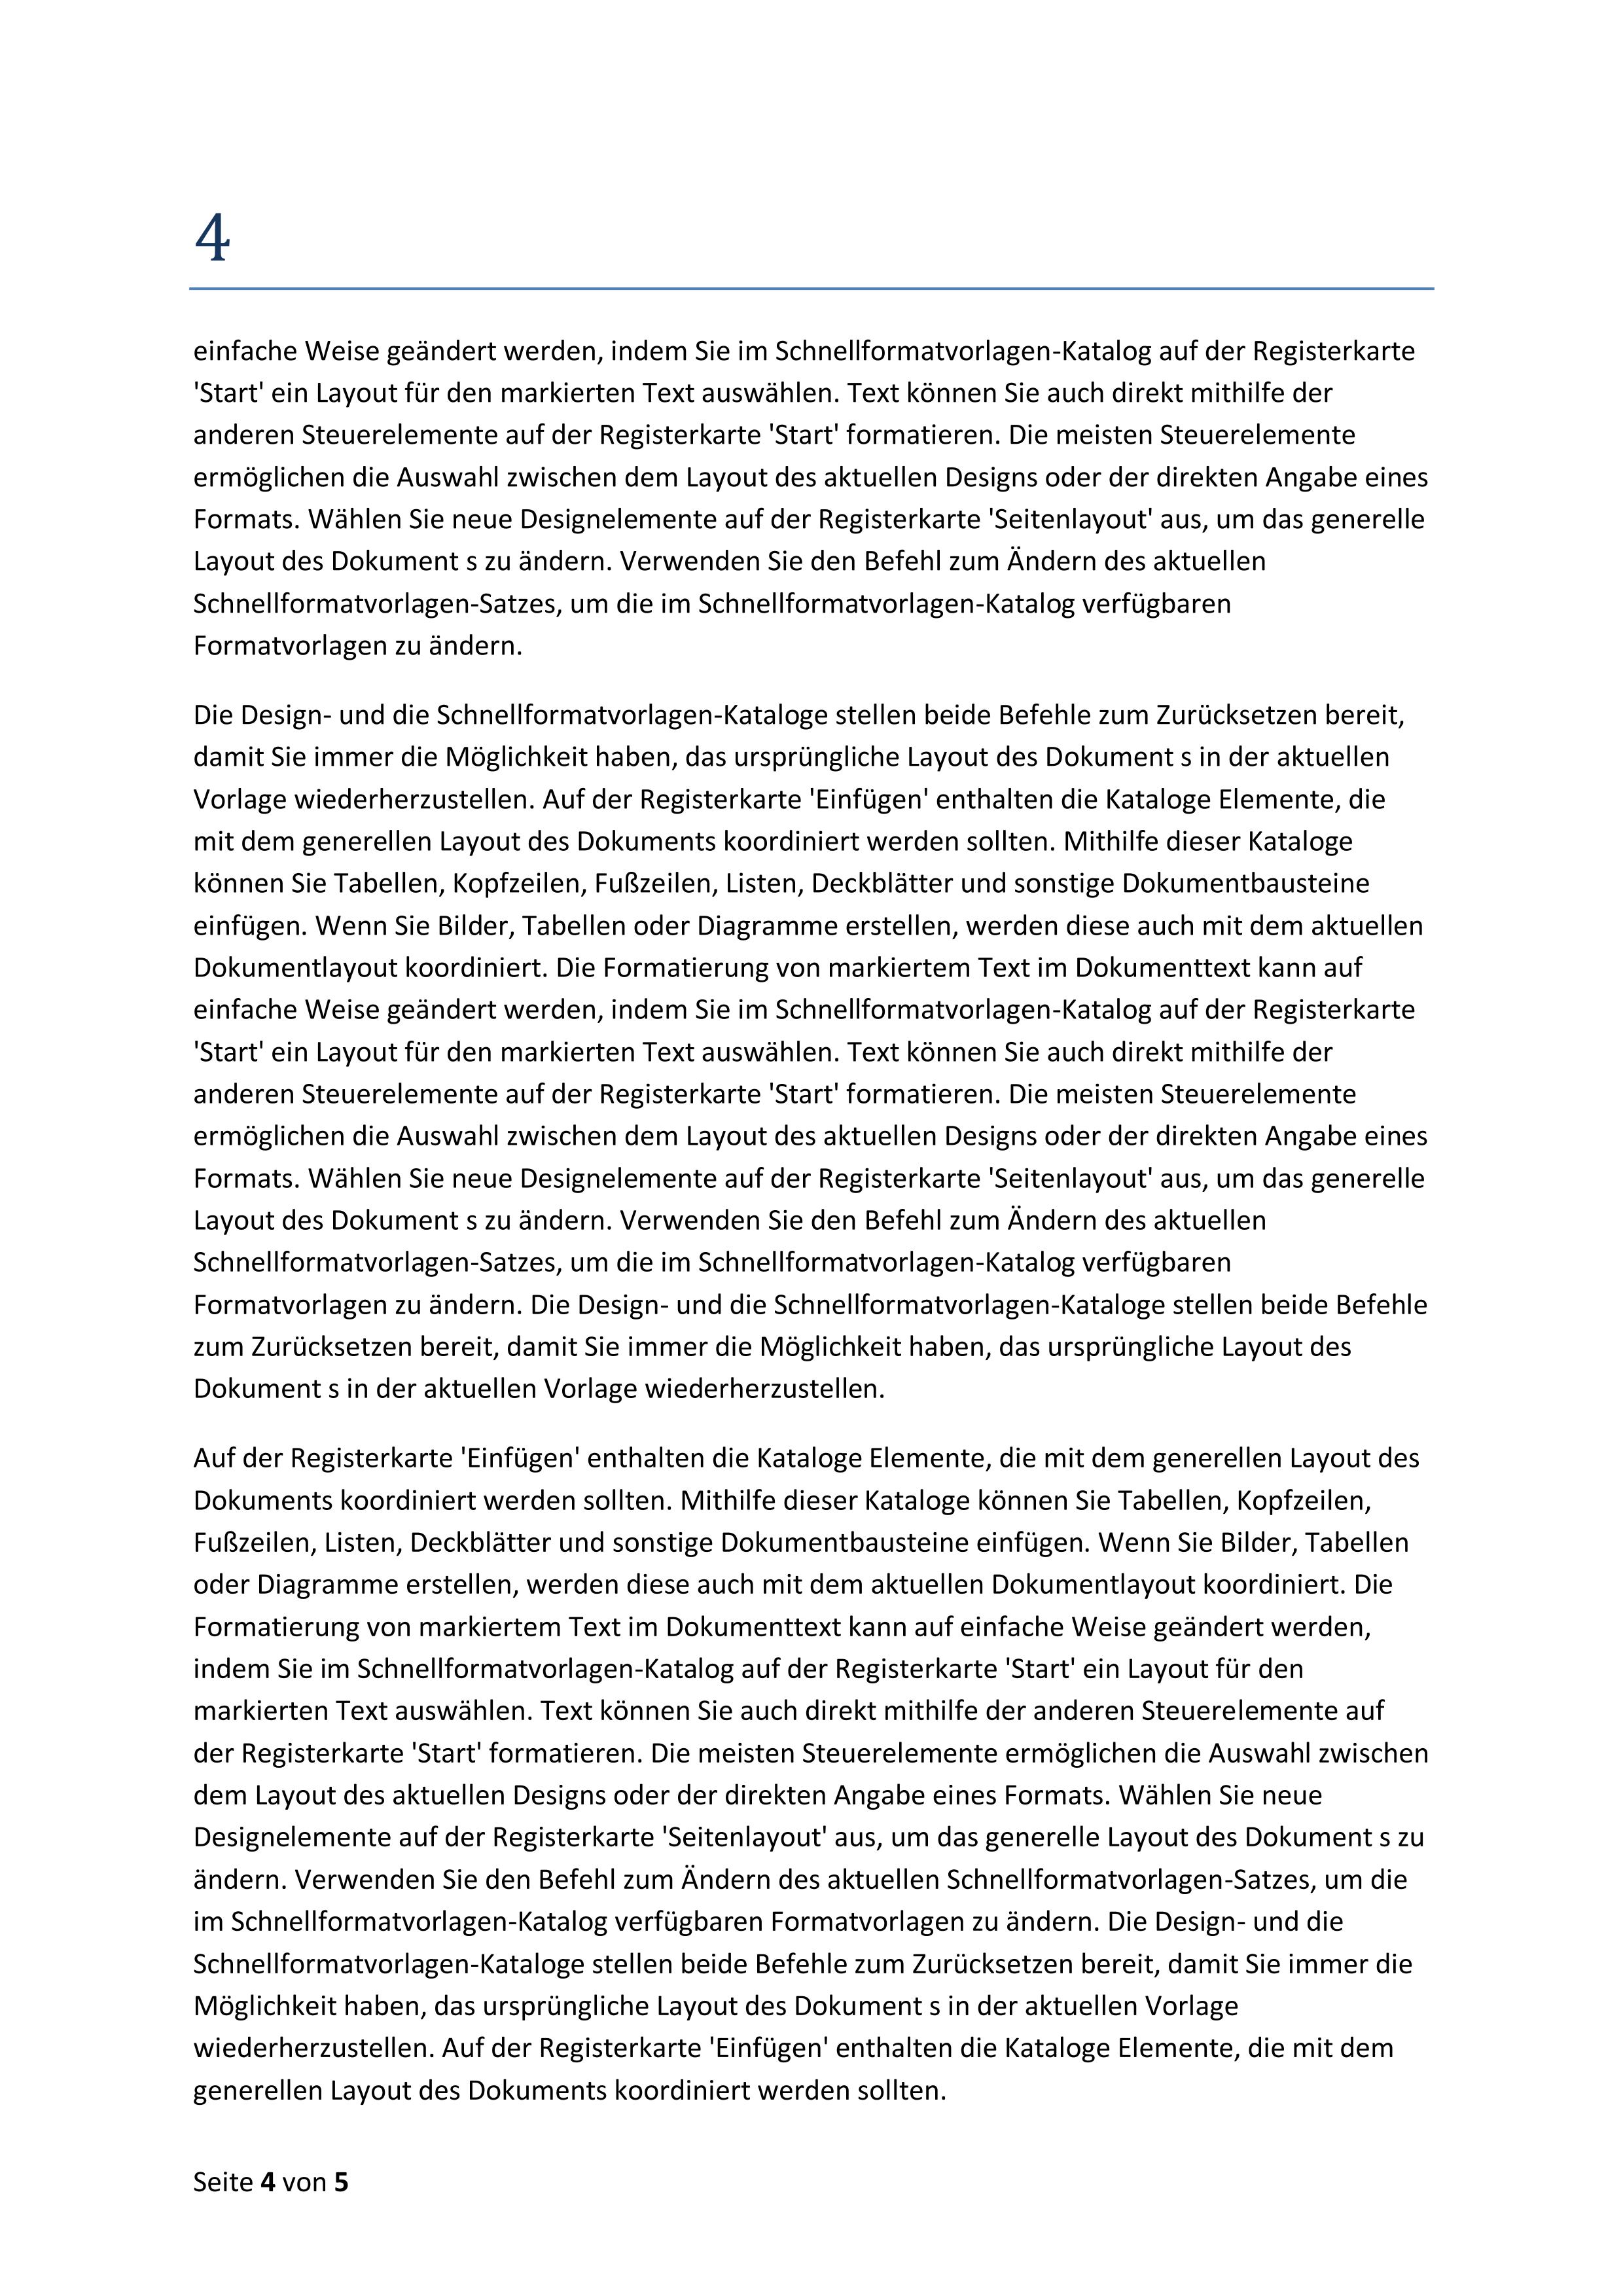 4
einfache Weise geändert werden, indem Sie im Schnellformatvorlagen-Katalog auf der Registerkarte
'Start' ein Layout für den markierten Text auswählen. Text können Sie auch direkt mithilfe der
anderen Steuerelemente auf der Registerkarte 'Start' formatieren. Die meisten Steuerelemente
ermöglichen die Auswahl zwischen dem Layout des aktuellen Designs oder der direkten Angabe eines
Formats. Wählen Sie neue Designelemente auf der Registerkarte 'Seitenlayout' aus, um das generelle
Layout des Dokument s zu ändern. Verwenden Sie den Befehl zum Ändern des aktuellen
Schnellformatvorlagen-Satzes, um die im Schnellformatvorlagen-Katalog verfügbaren
Formatvorlagen zu ändern.
Die Design- und die Schnellformatvorlagen-Kataloge stellen beide Befehle zum Zurücksetzen bereit,
damit Sie immer die Möglichkeit haben, das ursprüngliche Layout des Dokument s in der aktuellen
Vorlage wiederherzustellen. Auf der Registerkarte 'Einfügen' enthalten die Kataloge Elemente, die
mit dem generellen Layout des Dokuments koordiniert werden sollten. Mithilfe dieser Kataloge
können Sie Tabellen, Kopfzeilen, Fußzeilen, Listen, Deckblätter und sonstige Dokumentbausteine
einfügen. Wenn Sie Bilder, Tabellen oder Diagramme erstellen, werden diese auch mit dem aktuellen
Dokumentlayout koordiniert. Die Formatierung von markiertem Text im Dokumenttext kann auf
einfache Weise geändert werden, indem Sie im Schnellformatvorlagen-Katalog auf der Registerkarte
'Start' ein Layout für den markierten Text auswählen. Text können Sie auch direkt mithilfe der
anderen Steuerelemente auf der Registerkarte 'Start' formatieren. Die meisten Steuerelemente
ermöglichen die Auswahl zwischen dem Layout des aktuellen Designs oder der direkten Angabe eines
Formats. Wählen Sie neue Designelemente auf der Registerkarte 'Seitenlayout' aus, um das generelle
Layout des Dokument s zu ändern. Verwenden Sie den Befehl zum Ändern des aktuellen
Schnellformatvorlagen-Satzes, um die im Schnellformatvorlagen-Katalog verfügbaren
Formatvorlagen zu ändern. Die Design- und die Schnellformatvorlagen-Kataloge stellen beide Befehle
zum Zurücksetzen bereit, damit Sie immer die Möglichkeit haben, das ursprüngliche Layout des
Dokument s in der aktuellen Vorlage wiederherzustellen.
Auf der Registerkarte 'Einfügen' enthalten die Kataloge Elemente, die mit dem generellen Layout des
Dokuments koordiniert werden sollten. Mithilfe dieser Kataloge können Sie Tabellen, Kopfzeilen,
Fußzeilen, Listen, Deckblätter und sonstige Dokumentbausteine einfügen. Wenn Sie Bilder, Tabellen
oder Diagramme erstellen, werden diese auch mit dem aktuellen Dokumentlayout koordiniert. Die
Formatierung von markiertem Text im Dokumenttext kann auf einfache Weise geändert werden,
indem Sie im Schnellformatvorlagen-Katalog auf der Registerkarte 'Start' ein Layout für den
markierten Text auswählen. Text können Sie auch direkt mithilfe der anderen Steuerelemente auf
der Registerkarte 'Start' formatieren. Die meisten Steuerelemente ermöglichen die Auswahl zwischen
dem Layout des aktuellen Designs oder der direkten Angabe eines Formats. Wählen Sie neue
Designelemente auf der Registerkarte 'Seitenlayout' aus, um das generelle Layout des Dokument s zu
ändern. Verwenden Sie den Befehl zum Ändern des aktuellen Schnellformatvorlagen-Satzes, um die
im Schnellformatvorlagen-Katalog verfügbaren Formatvorlagen zu ändern. Die Design- und die
Schnellformatvorlagen-Kataloge stellen beide Befehle zum Zurücksetzen bereit, damit Sie immer die
Möglichkeit haben, das ursprüngliche Layout des Dokument s in der aktuellen Vorlage
wiederherzustellen. Auf der Registerkarte 'Einfügen' enthalten die Kataloge Elemente, die mit dem
generellen Layout des Dokuments koordiniert werden sollten.
Seite 4 von 5